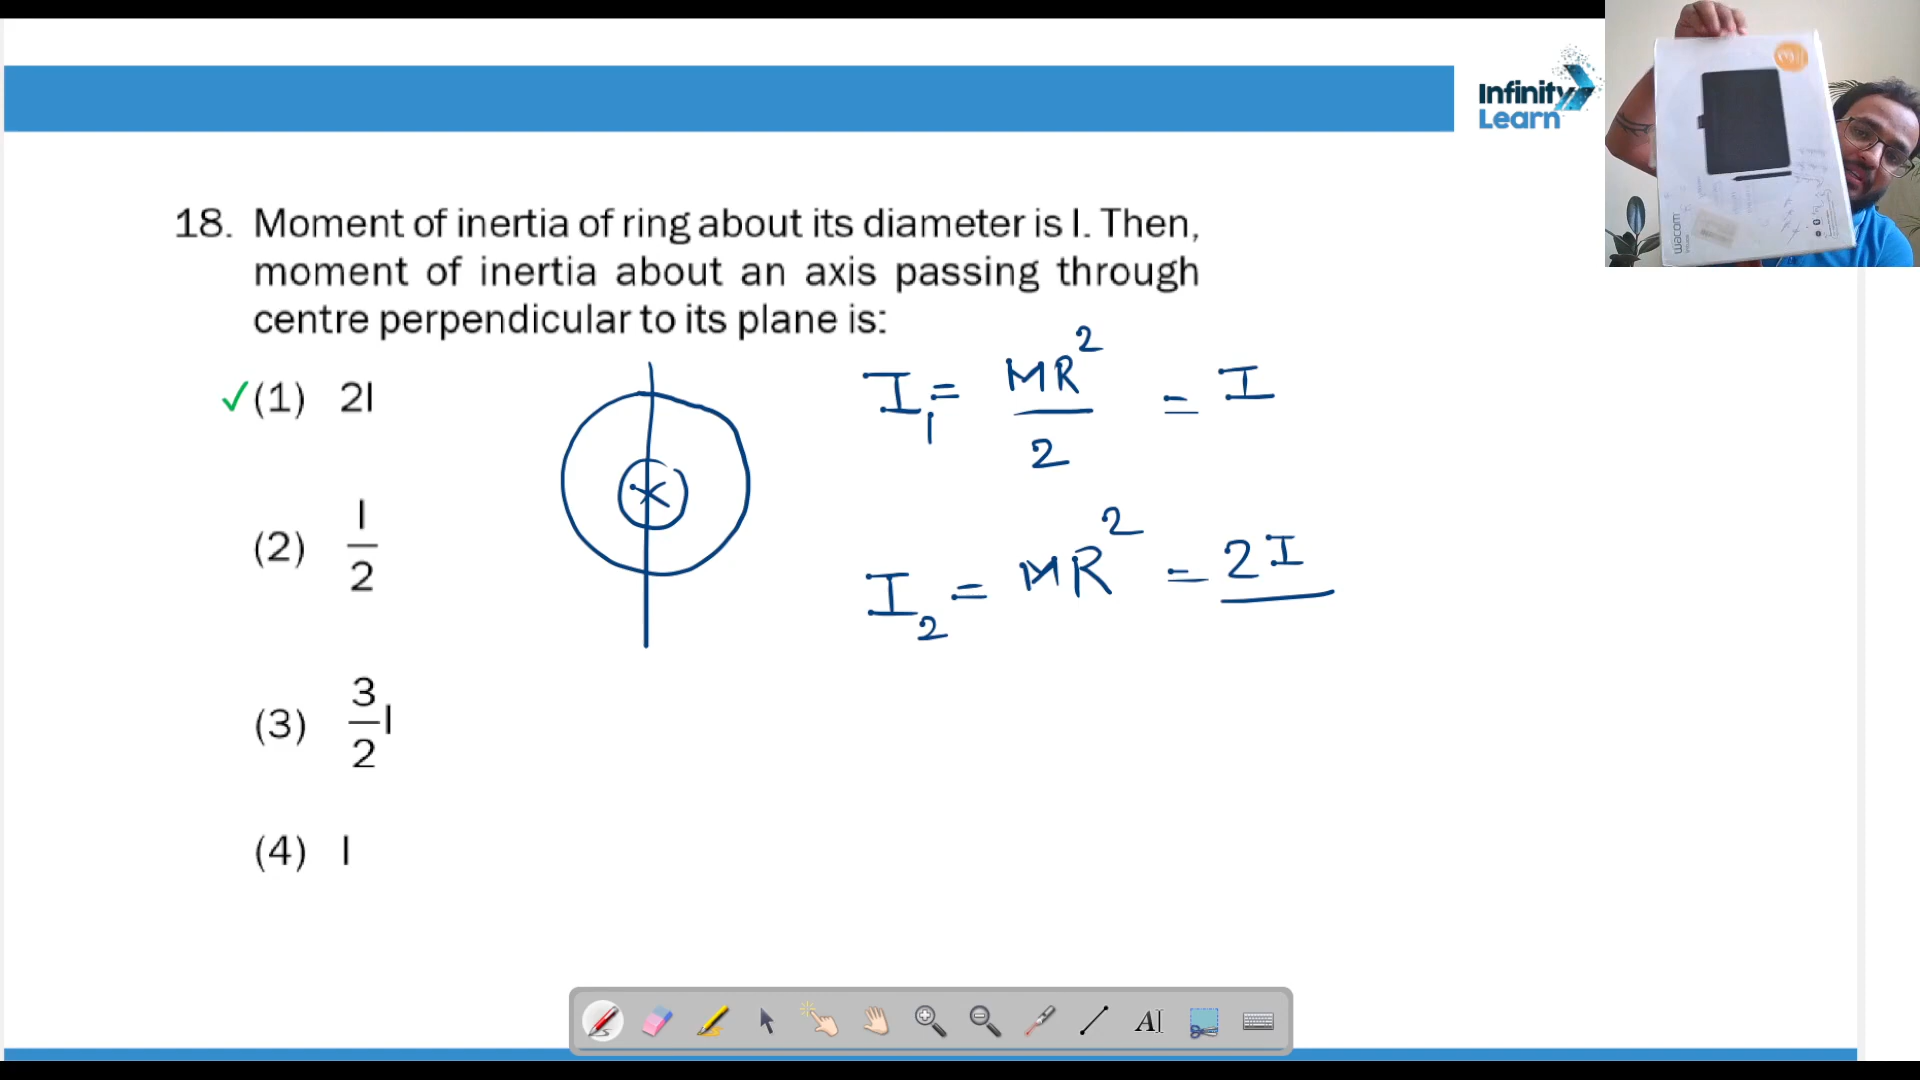 Infinity
Learn
wacom
18. Moment of inertia of ring about its diameter is I. Then,
moment of inertia about an axis passing through
centre perpendicular to its plane is:
✓(1) 2I
(2) I/2
(3) 3/2 I
(4) I
I₁ = MR²/2 = I
I₂ = MR² = 2I
AI